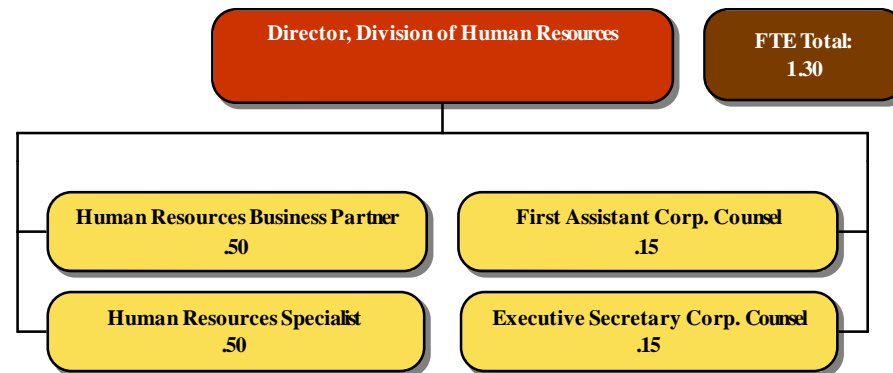 Director, Division of Human Resources
FTE Total:
1.30
Human Resources Business Partner
.50
First Assistant Corp. Counsel
.15
Human Resources Specialist
.50
Executive Secretary Corp. Counsel
.15